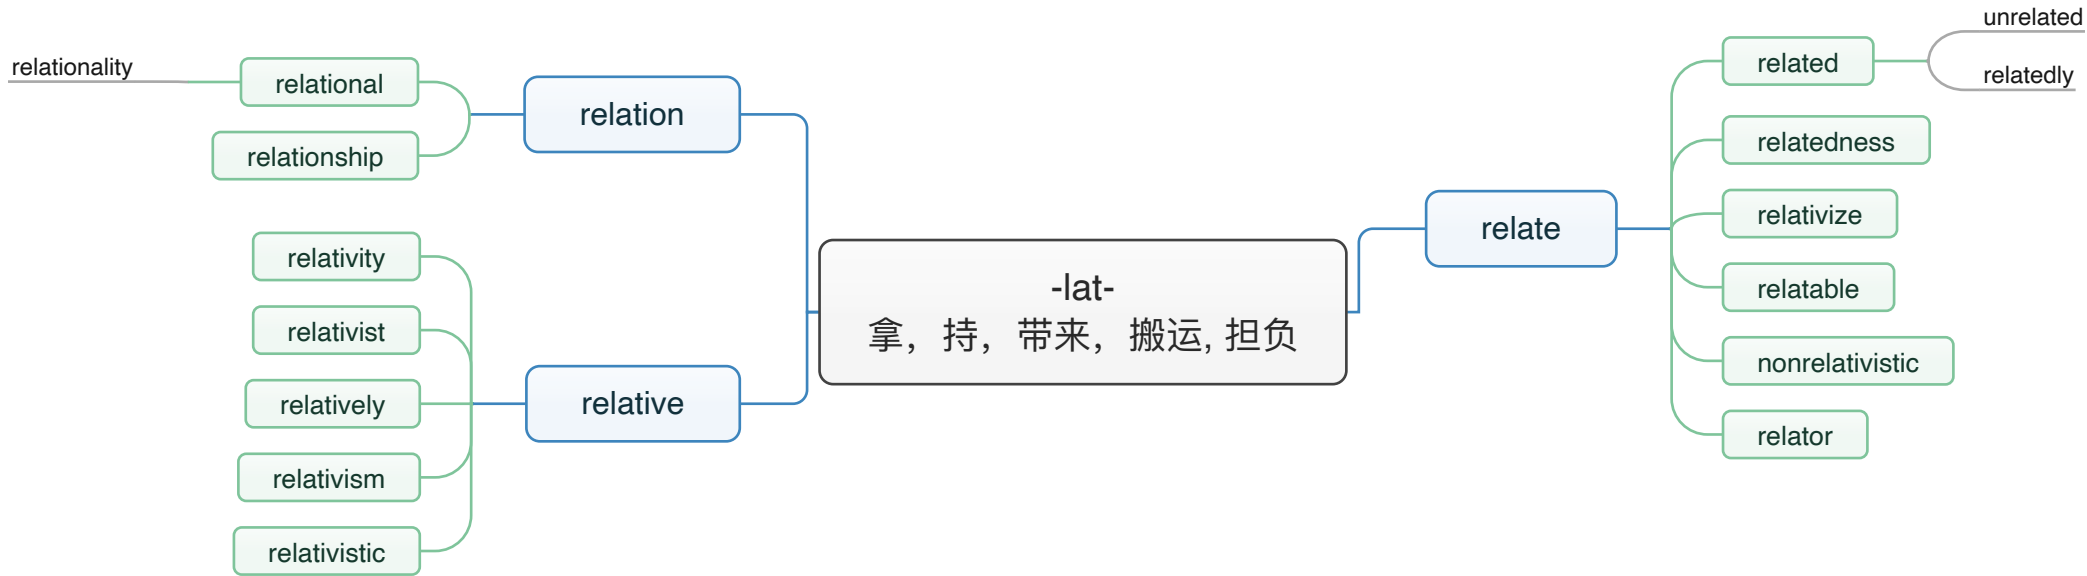 relationality
relational
relationship
relation
relativity
relativist
relatively
relativism
relativistic
relative
-lat-
拿，持，带来，搬运, 担负
relate
related
unrelated
relatedly
relatedness
relativize
relatable
nonrelativistic
relator